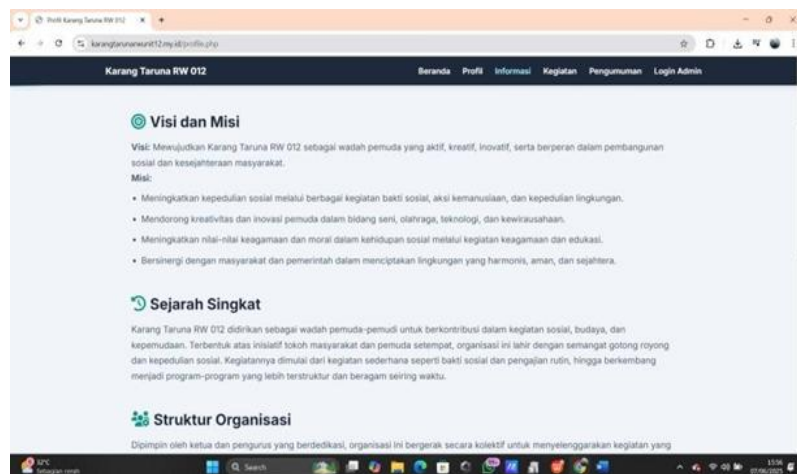 Profil Karang Taruna RW 012
karangtarunarwunit12.my.id/profile.php
Karang Taruna RW 012
Beranda Profil Informasi Kegiatan Pengumuman Login Admin
Visi dan Misi
Visi: Mewujudkan Karang Taruna RW 012 sebagai wadah pemuda yang aktif, kreatif, inovatif, serta berperan dalam pembangunan
sosial dan kesejahteraan masyarakat.
Misi:
• Meningkatkan kepedulian sosial melalui berbagai kegiatan bakti sosial, aksi kemanusiaan, dan kepedulian lingkungan.
• Mendorong kreativitas dan inovasi pemuda dalam bidang seni, olahraga, teknologi, dan kewirausahaan.
• Meningkatkan nilai-nilai keagamaan dan moral dalam kehidupan sosial melalui kegiatan keagamaan dan edukasi.
• Bersinergi dengan masyarakat dan pemerintah dalam menciptakan lingkungan yang harmonis, aman, dan sejahtera.
Sejarah Singkat
Karang Taruna RW 012 didirikan sebagai wadah pemuda-pemudi untuk berkontribusi dalam kegiatan sosial, budaya, dan
kepemudaan. Terbentuk atas inisiatif tokoh masyarakat dan pemuda setempat, organisasi ini lahir dengan semangat gotong royong
dan kepedulian sosial. Kegiatannya dimulai dari kegiatan sederhana seperti bakti sosial dan pengajian rutin, hingga berkembang
menjadi program-program yang lebih terstruktur dan beragam seiring waktu.
Struktur Organisasi
Dipimpin oleh ketua dan pengurus yang berdedikasi, organisasi ini bergerak secara kolektif untuk menyelenggarakan kegiatan yang
32°C
Sebagian cerah
Search
07/06/2025